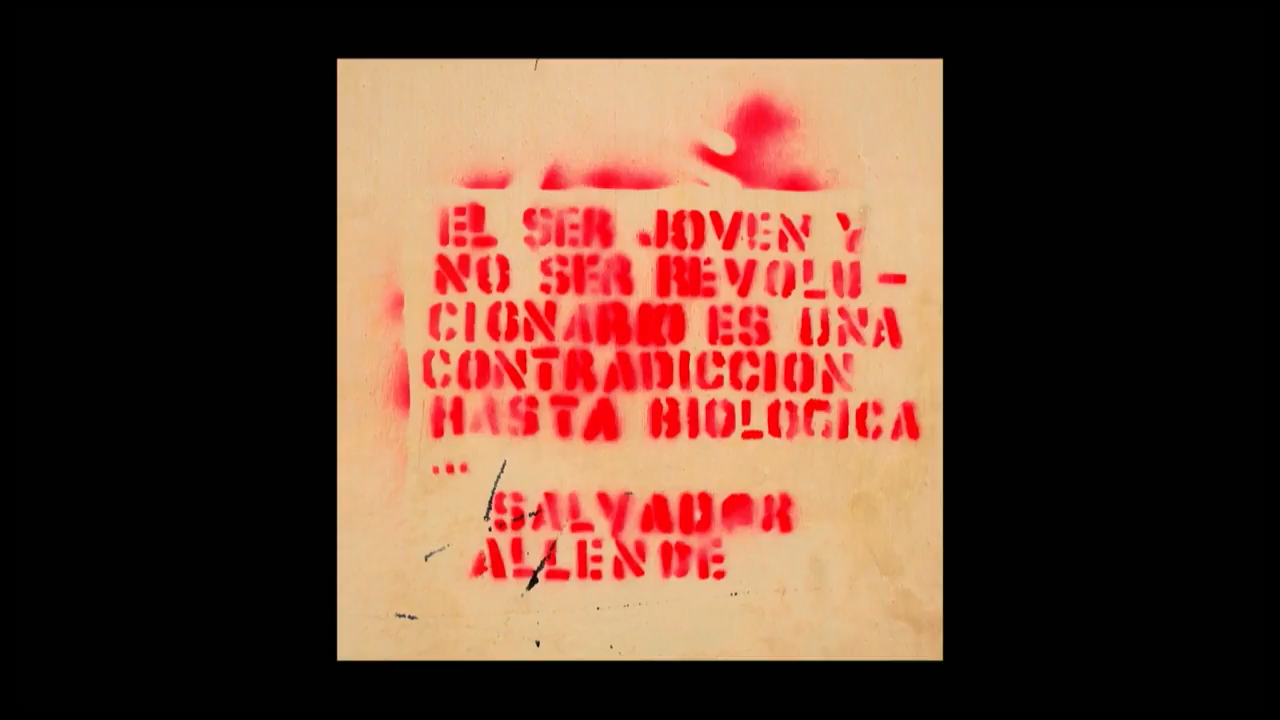 EL SER JOVEN Y
NO SER REVOLU-
CIONARIO ES UNA
CONTRADICCION
HASTA BIOLOGICA
...
SALVADOR
ALLENDE